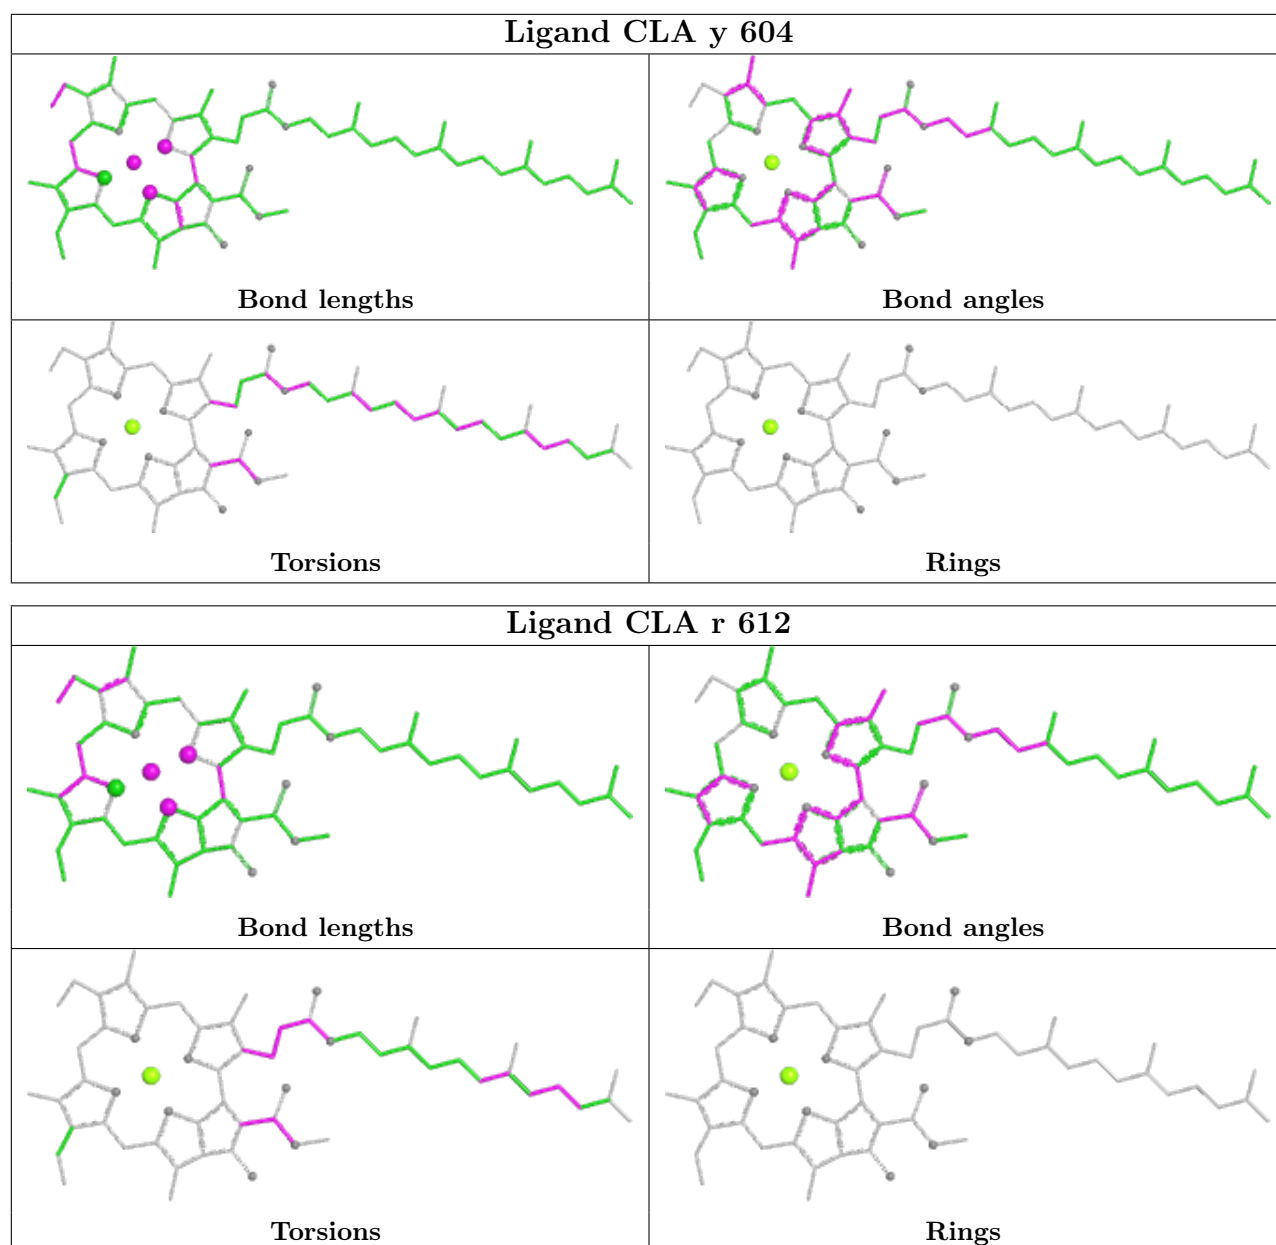 Ligand CLA y 604
Bond lengths
Bond angles
Torsions
Rings
Ligand CLA r 612
Bond lengths
Bond angles
Torsions
Rings